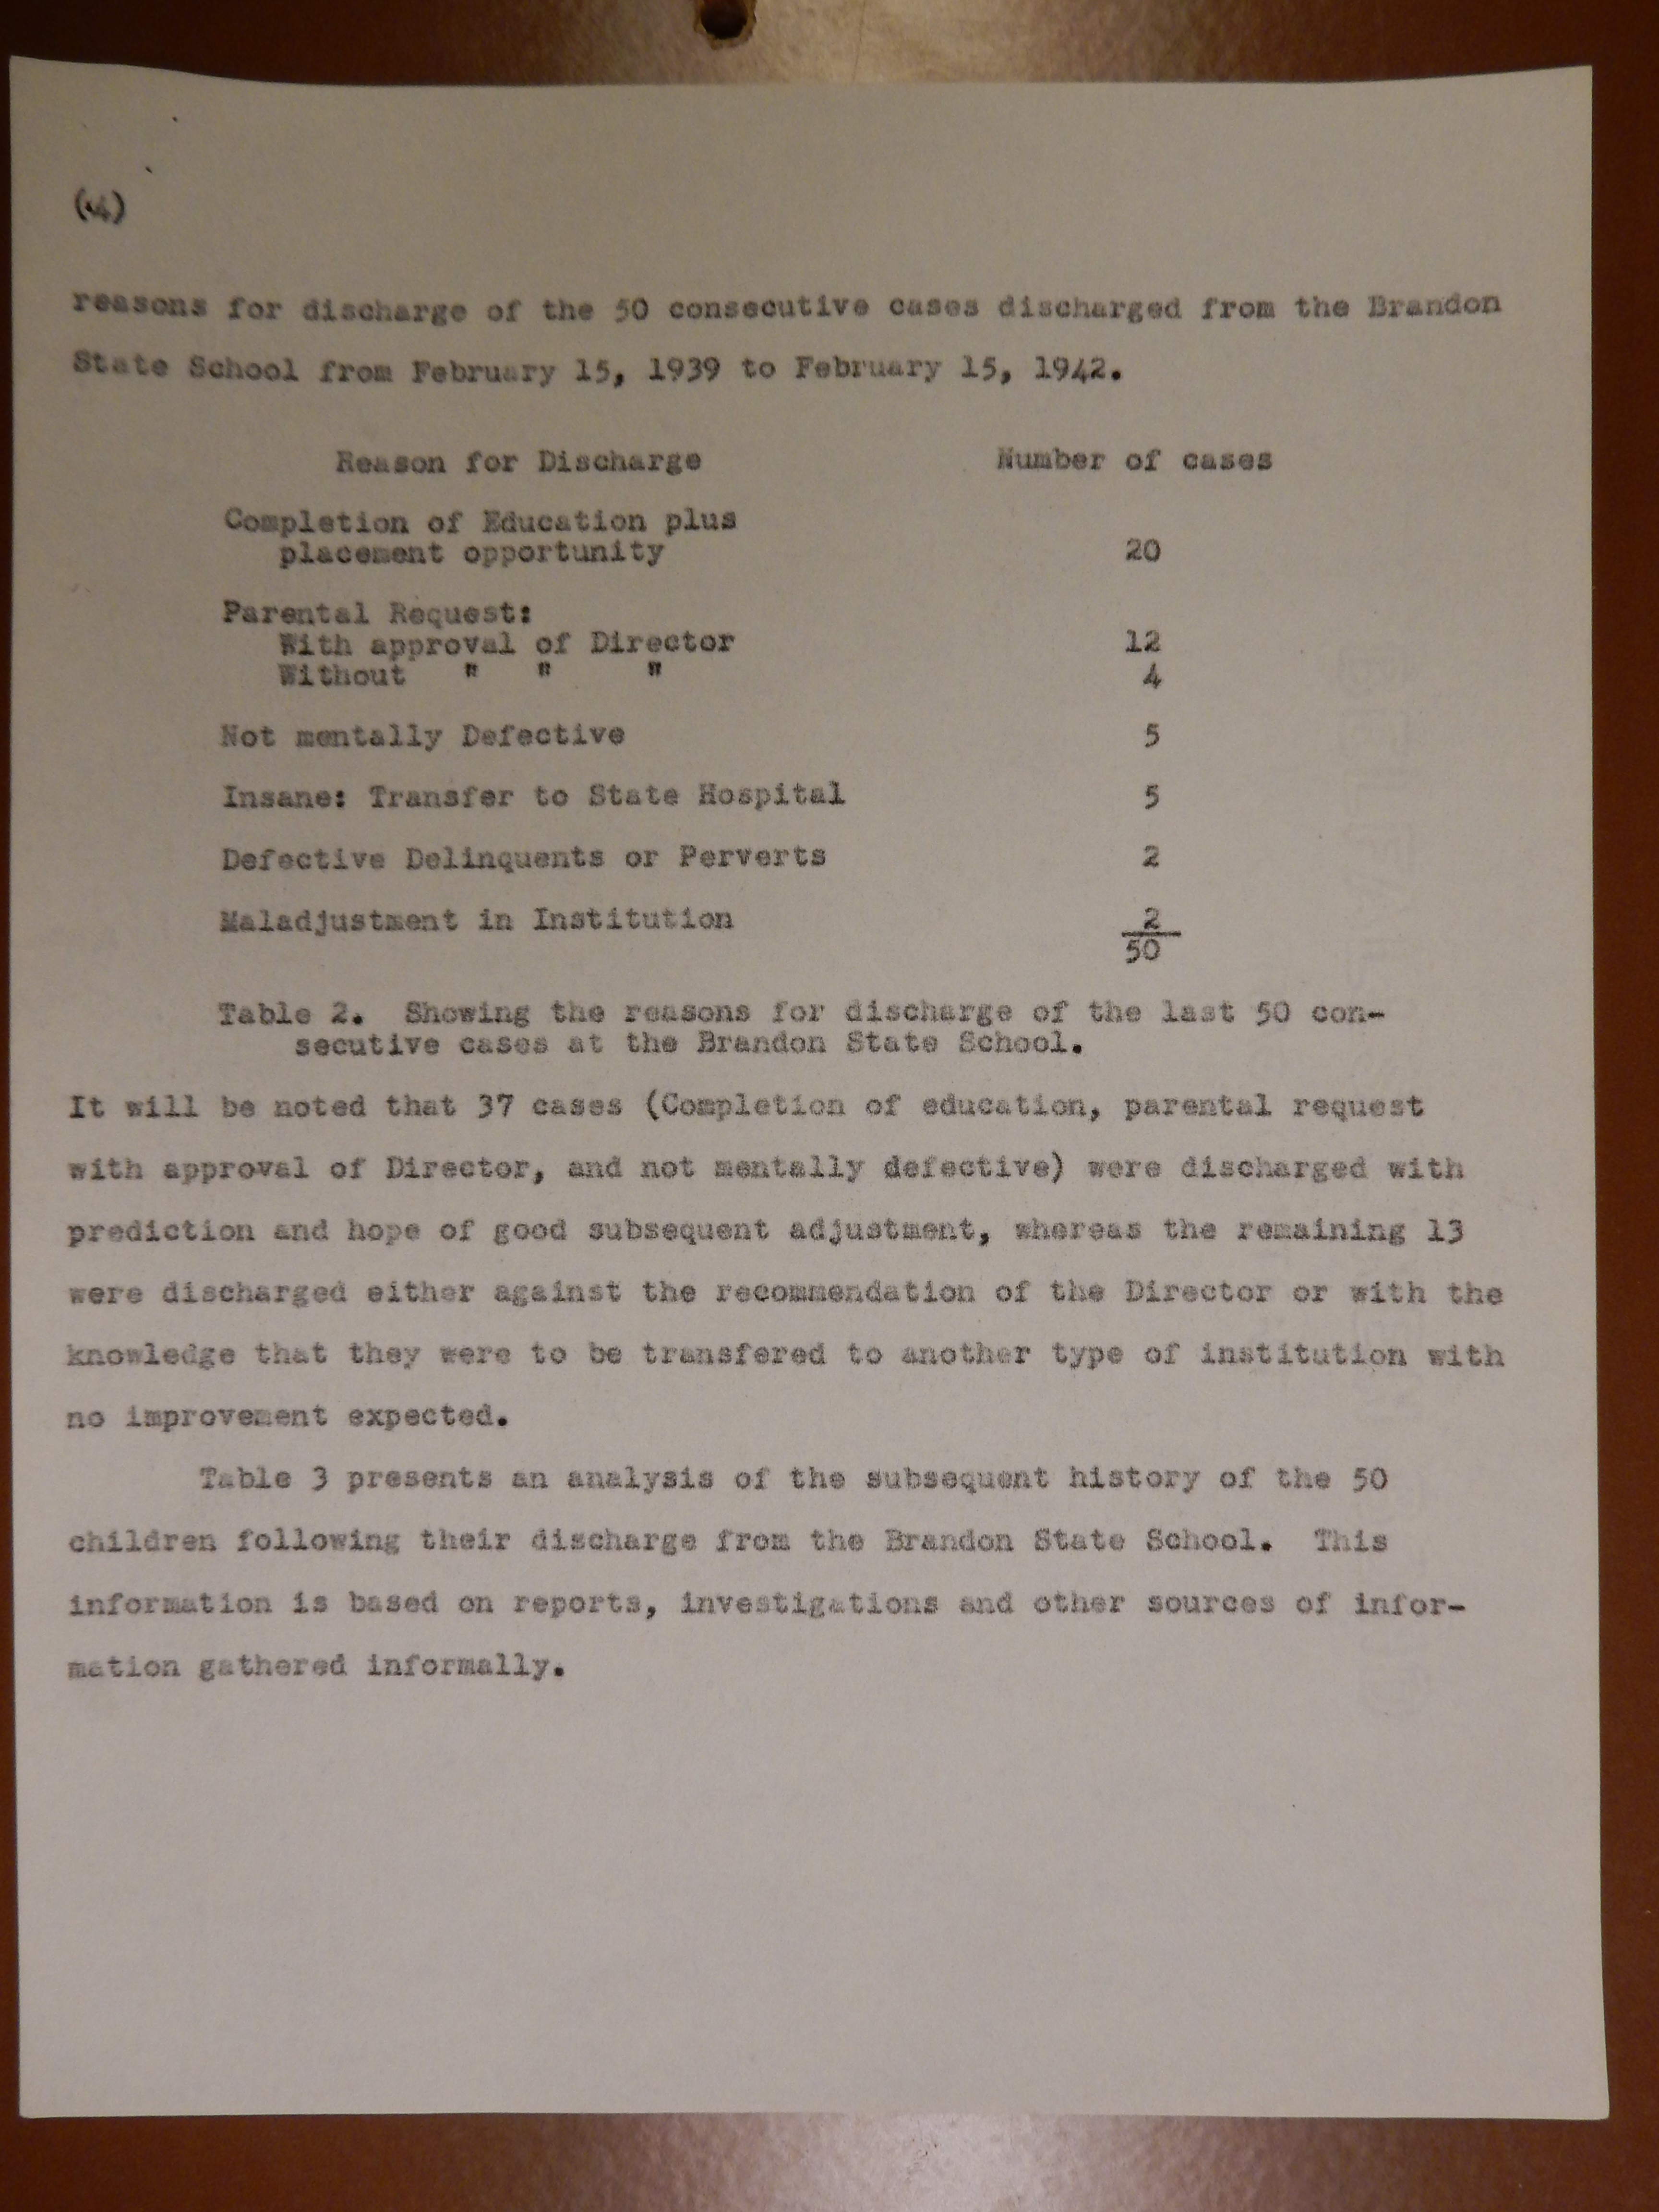 (4)
reasons for discharge of the 50 consecutive cases discharged from the Brandon
State School from February 15, 1939 to February 15, 1942.
Reason for Discharge Number of cases
Completion of Education plus
placement opportunity 20
Parental Request:
With approval of Director 12
Without " " " 4
Not mentally Defective 5
Insane: Transfer to State Hospital 5
Defective Delinquents or Perverts 2
Maladjustment in Institution 2
50
Table 2. Showing the reasons for discharge of the last 50 con-
secutive cases at the Brandon State School.
It will be noted that 37 cases (Completion of education, parental request
with approval of Director, and not mentally defective) were discharged with
prediction and hope of good subsequent adjustment, whereas the remaining 13
were discharged either against the recommendation of the Director or with the
knowledge that they were to be transfered to another type of institution with
no improvement expected.
Table 3 presents an analysis of the subsequent history of the 50
children following their discharge from the Brandon State School. This
information is based on reports, investigations and other sources of infor-
mation gathered informally.